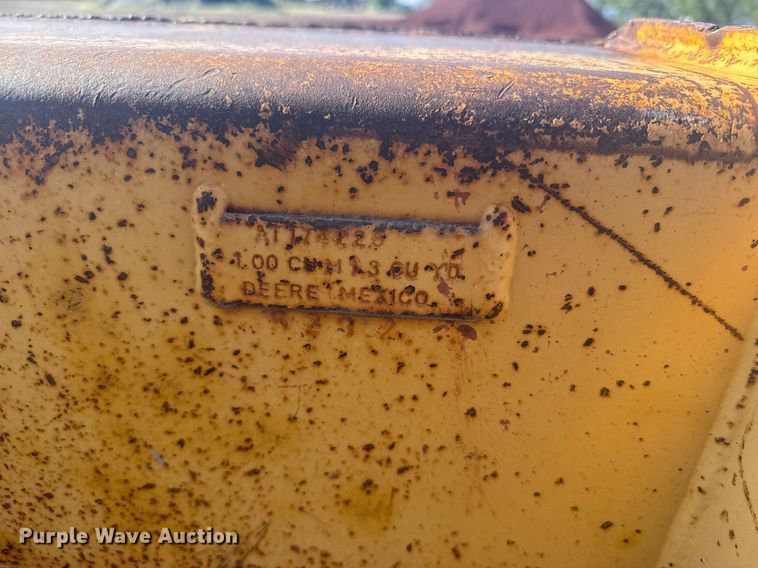 1.00 CU M 1.3 CU YD
DEERE MEXICO
Purple Wave Auction